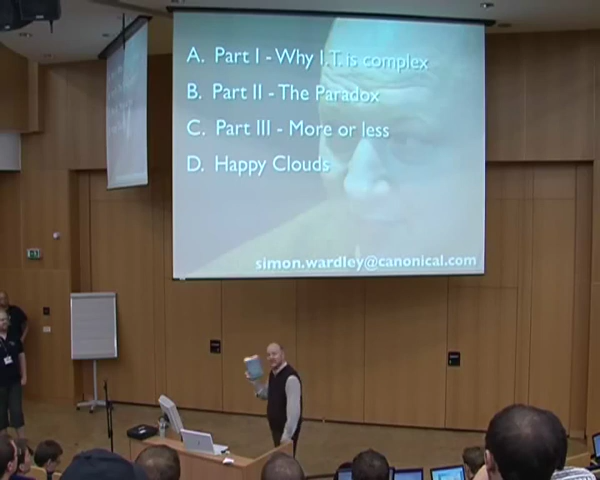 A. Part I - Why I.T. is complex
B. Part II - The Paradox
C. Part III - More or less
D. Happy Clouds
simon.wardley@canonical.com